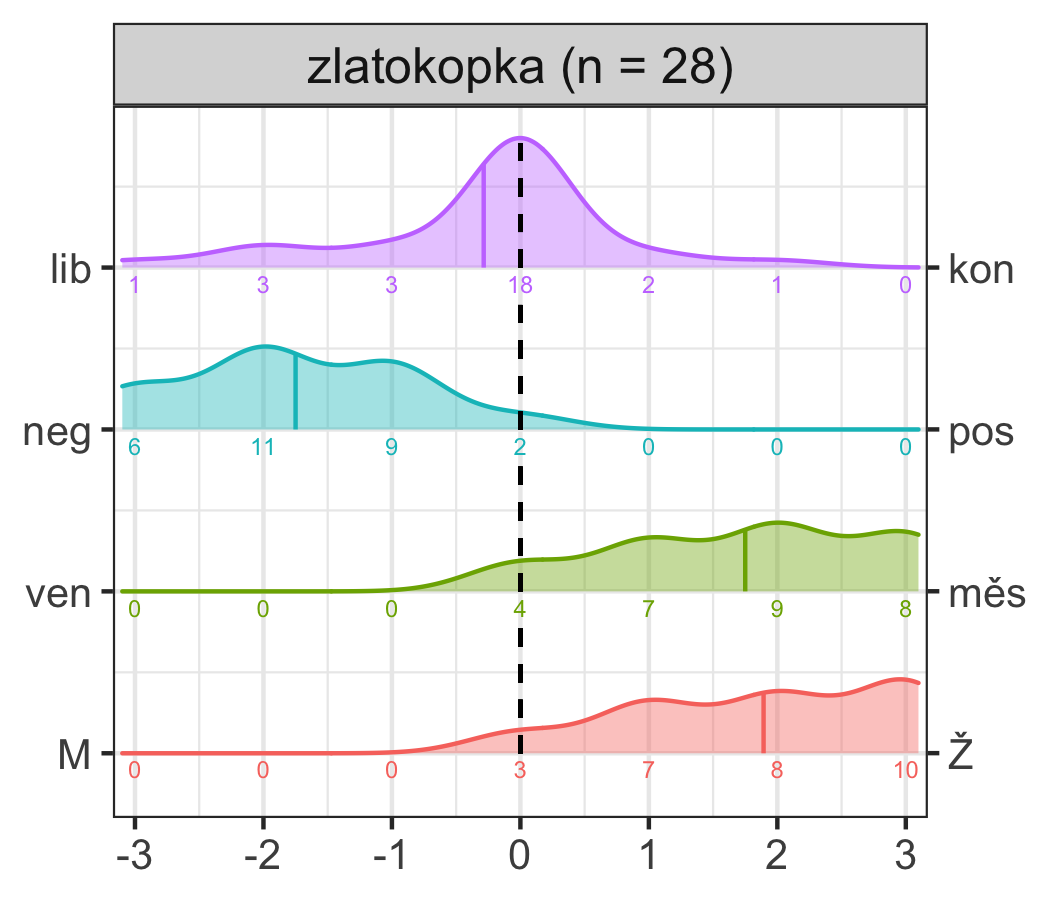 zlatokopka (n = 28)
lib kon
1 3 3 18 2 1 0
neg pos
6 11 9 2 0 0 0
ven měs
0 0 0 4 7 9 8
M Ž
0 0 0 3 7 8 10
-3 -2 -1 0 1 2 3